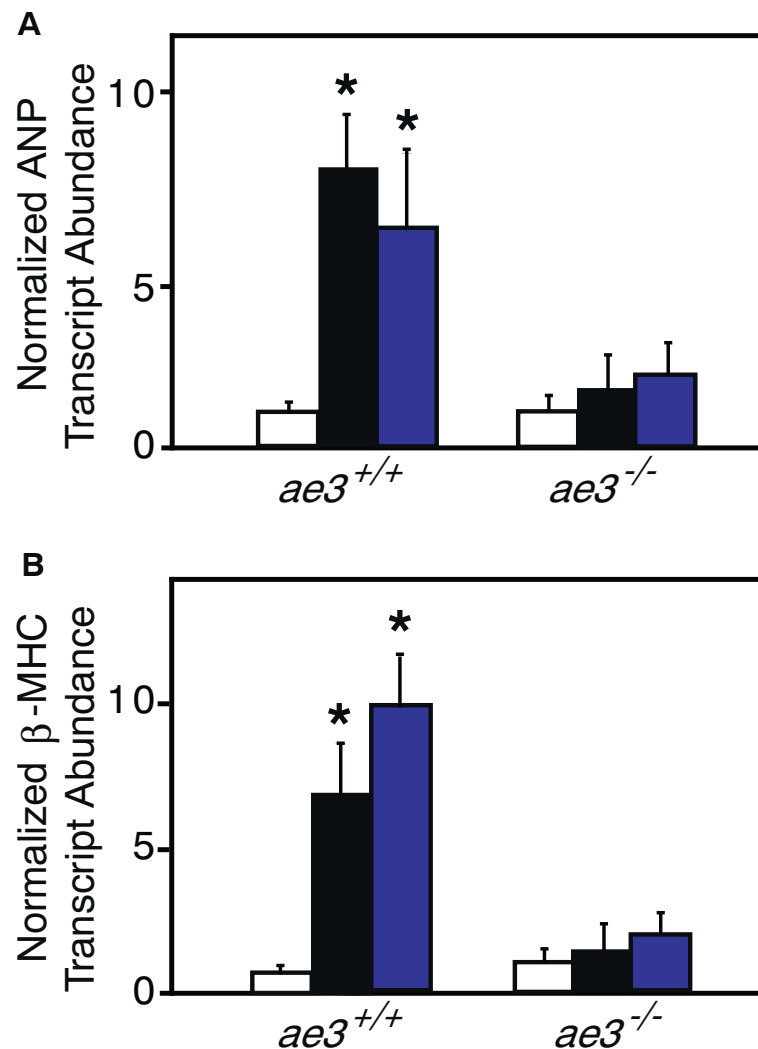 A
Normalized ANP
Transcript Abundance
10
*
*
5
0
ae3+/+
ae3-/-
B
Normalized β-MHC
Transcript Abundance
10
*
*
5
0
ae3+/+
ae3-/-